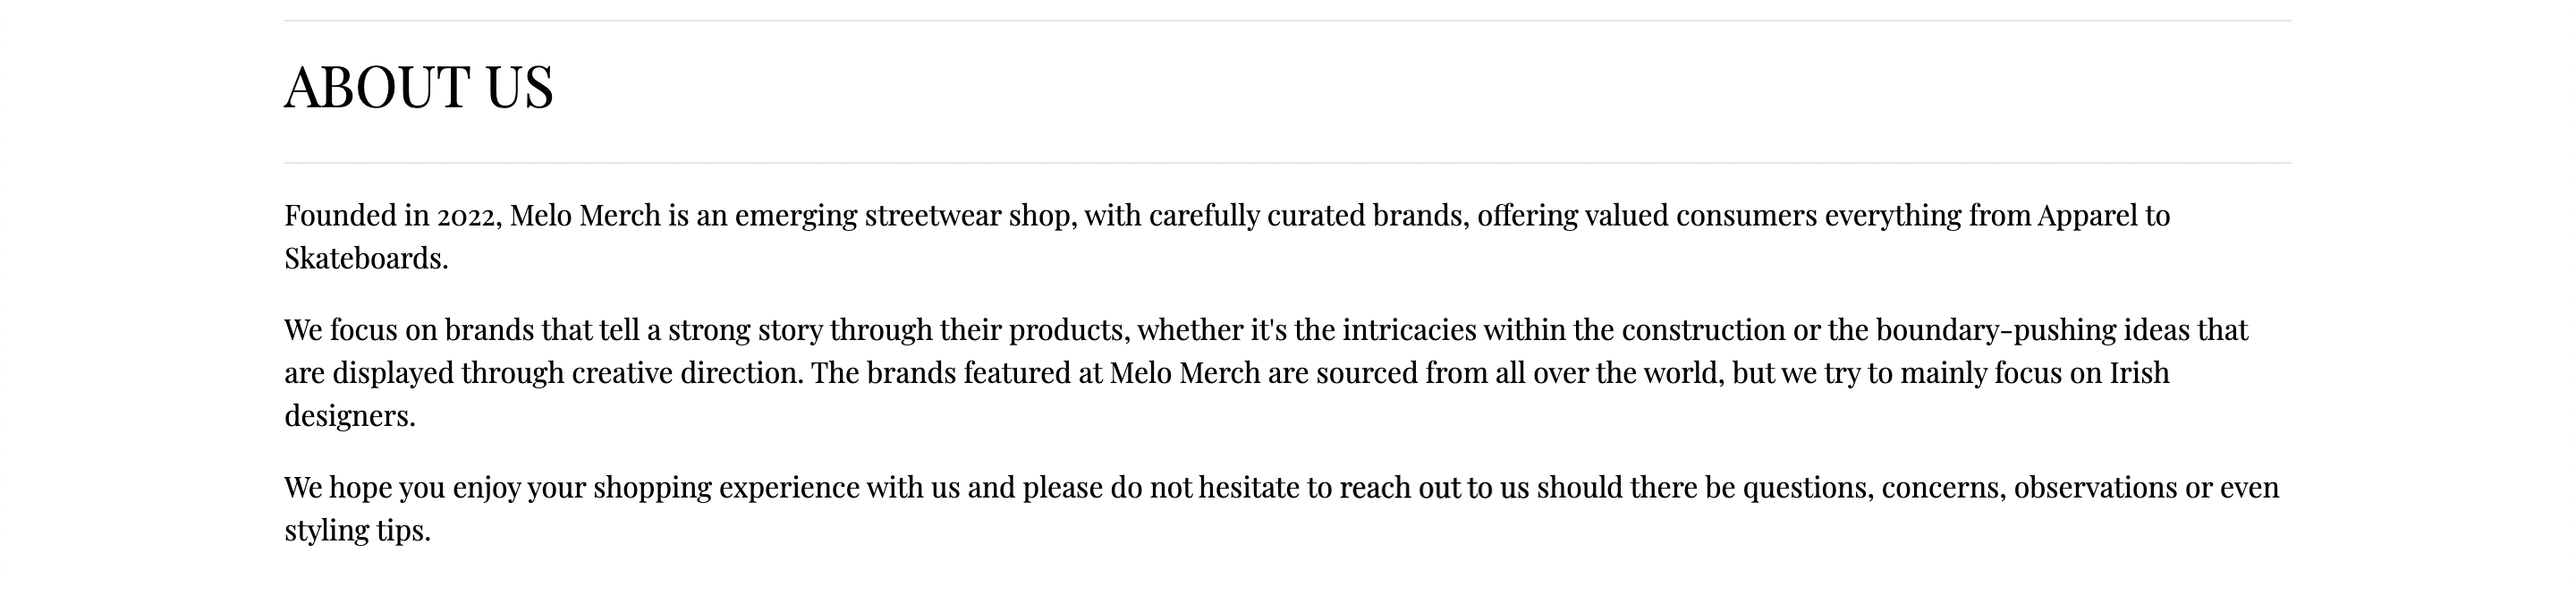 ABOUT US
Founded in 2022, Melo Merch is an emerging streetwear shop, with carefully curated brands, offering valued consumers everything from Apparel to
Skateboards.
We focus on brands that tell a strong story through their products, whether it's the intricacies within the construction or the boundary-pushing ideas that
are displayed through creative direction. The brands featured at Melo Merch are sourced from all over the world, but we try to mainly focus on Irish
designers.
We hope you enjoy your shopping experience with us and please do not hesitate to reach out to us should there be questions, concerns, observations or even
styling tips.